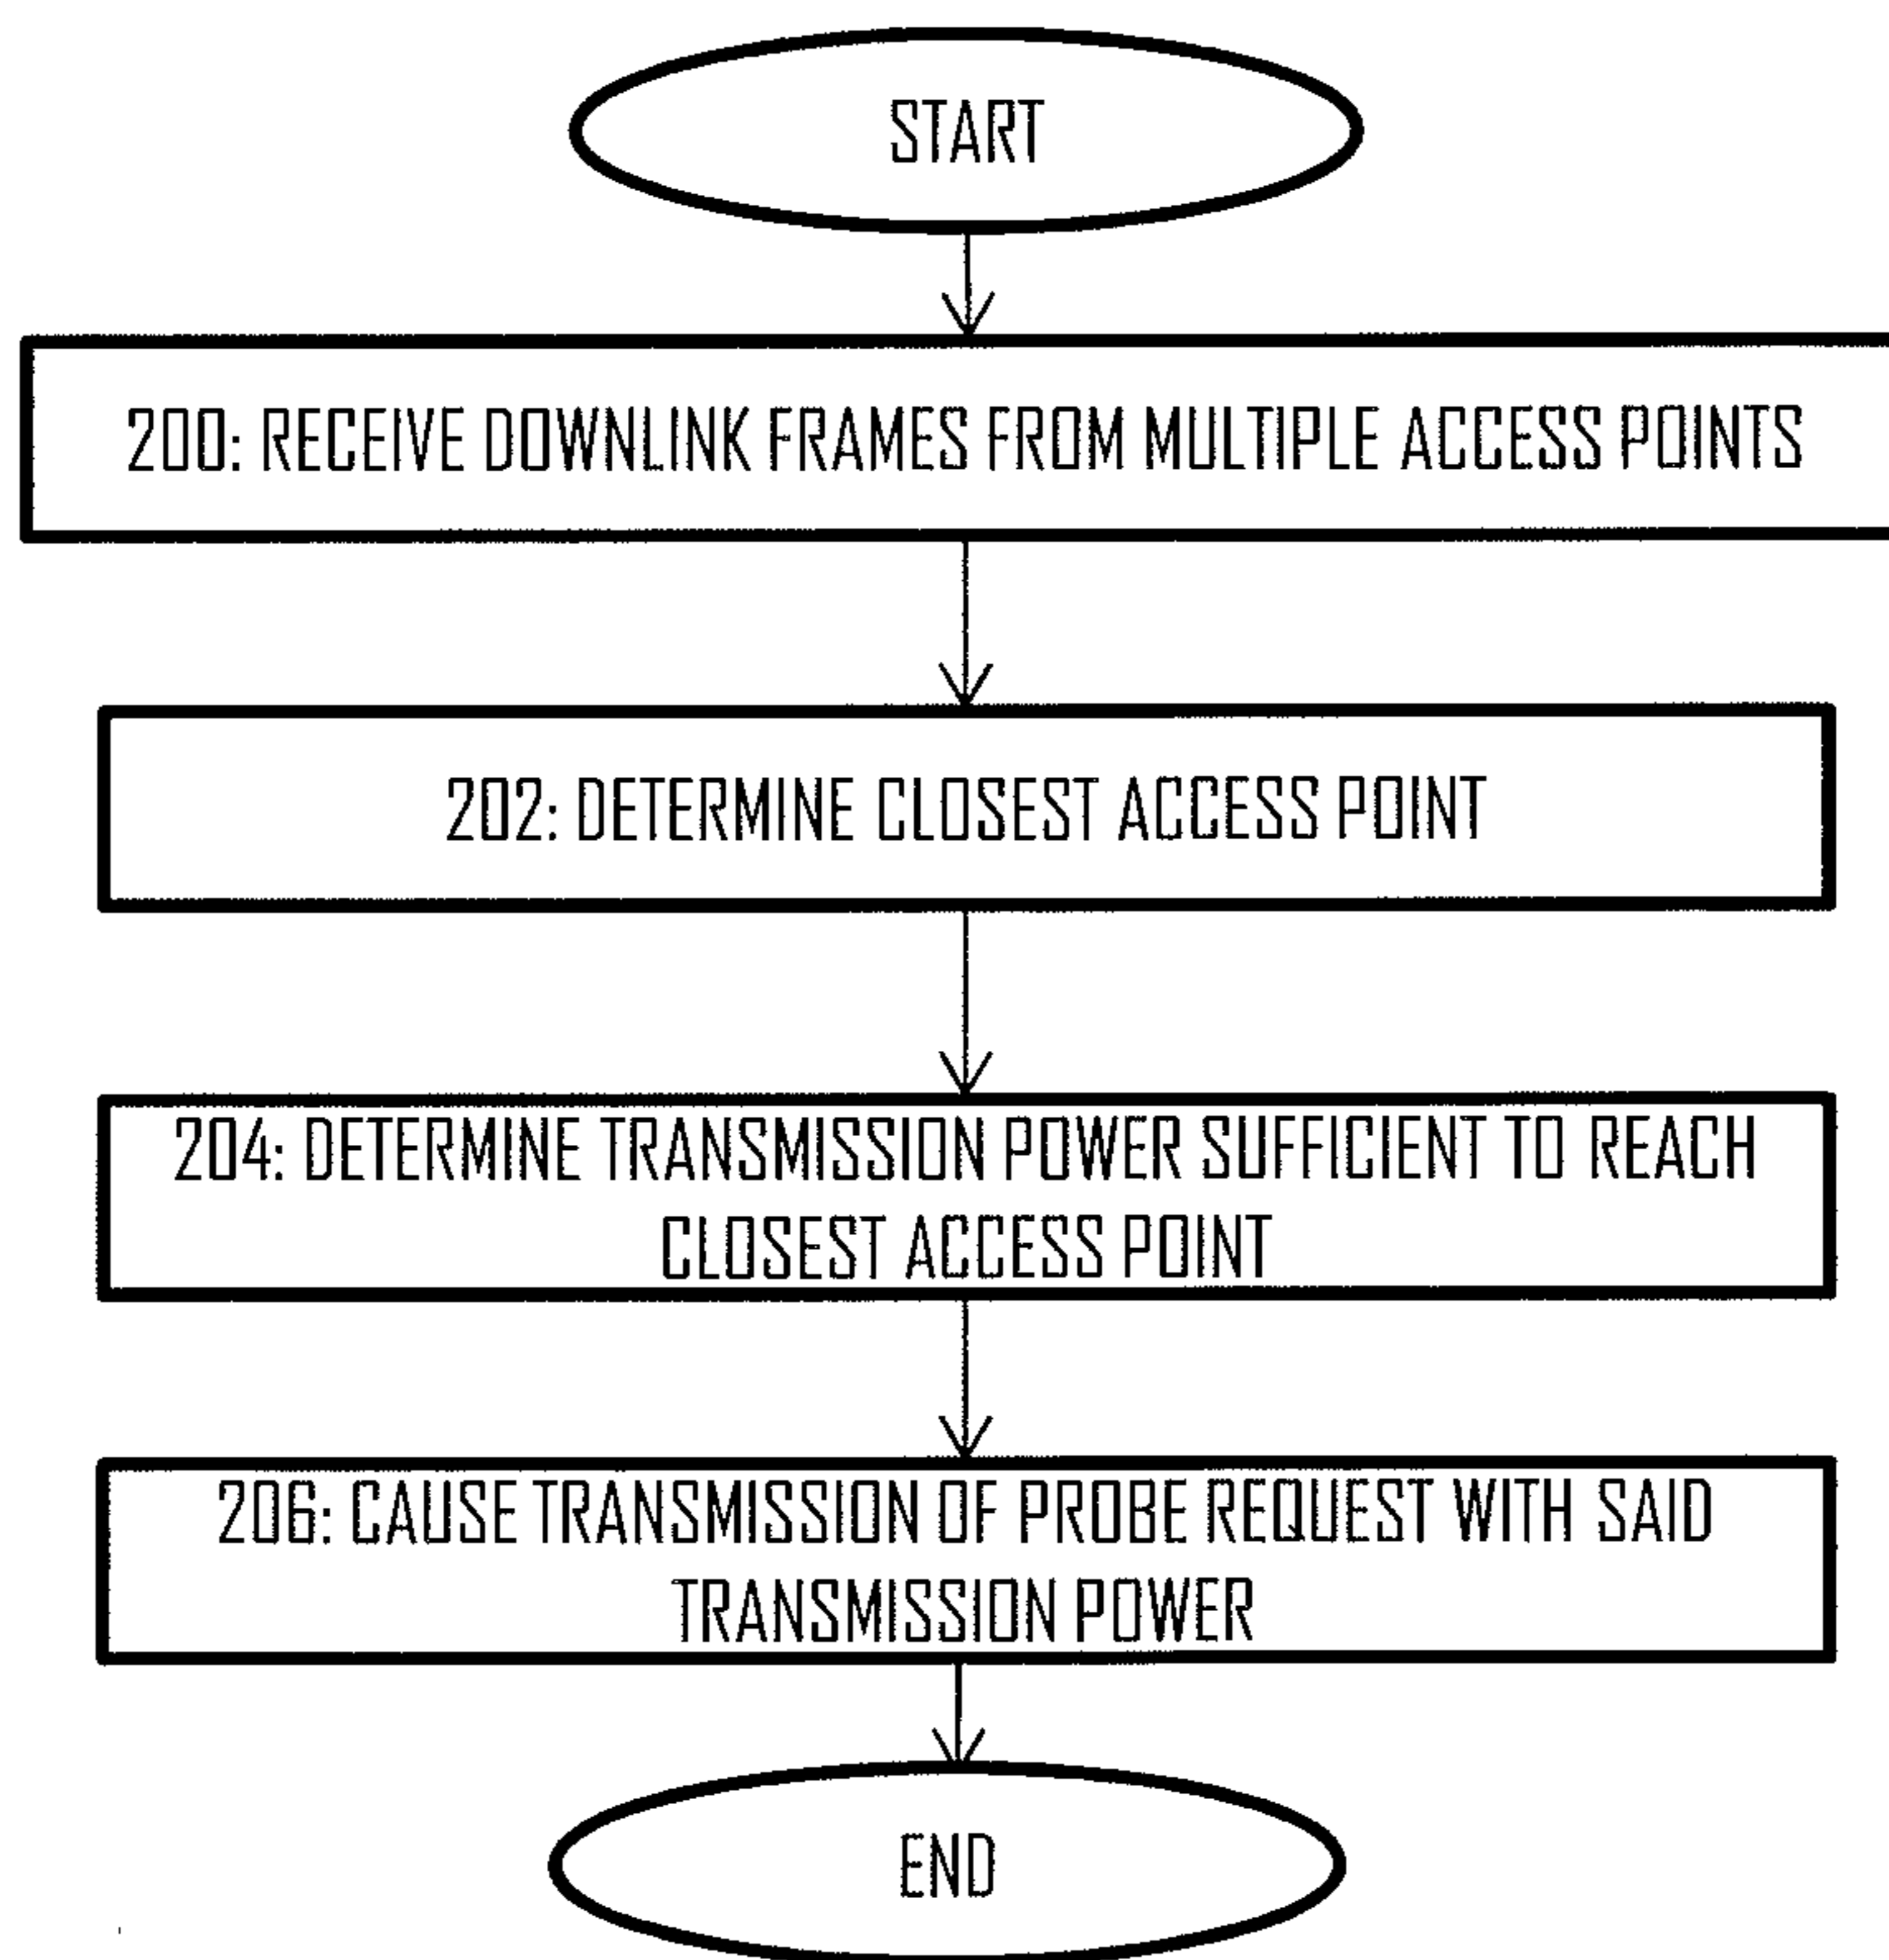 START
200: RECEIVE DOWNLINK FRAMES FROM MULTIPLE ACCESS POINTS
202: DETERMINE CLOSEST ACCESS POINT
204: DETERMINE TRANSMISSION POWER SUFFICIENT TO REACH
CLOSEST ACCESS POINT
206: CAUSE TRANSMISSION OF PROBE REQUEST WITH SAID
TRANSMISSION POWER
END